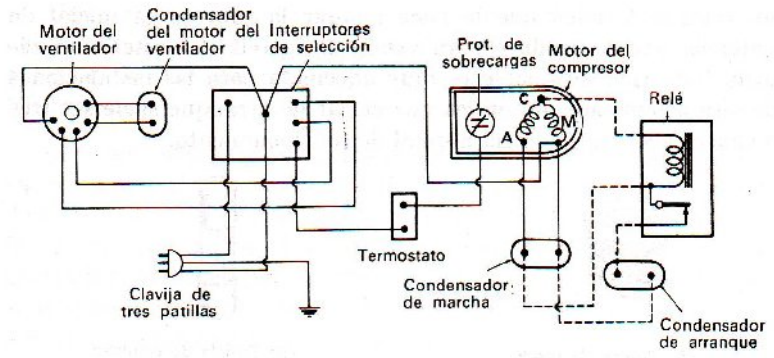 Motor del
ventilador
Condensador
del motor del
ventilador
Interruptores
de selección
Prot. de
sobrecargas
Motor del
compresor
Relé
C
A
M
Termostato
Clavija de
tres patillas
Condensador
de marcha
Condensador
de arranque